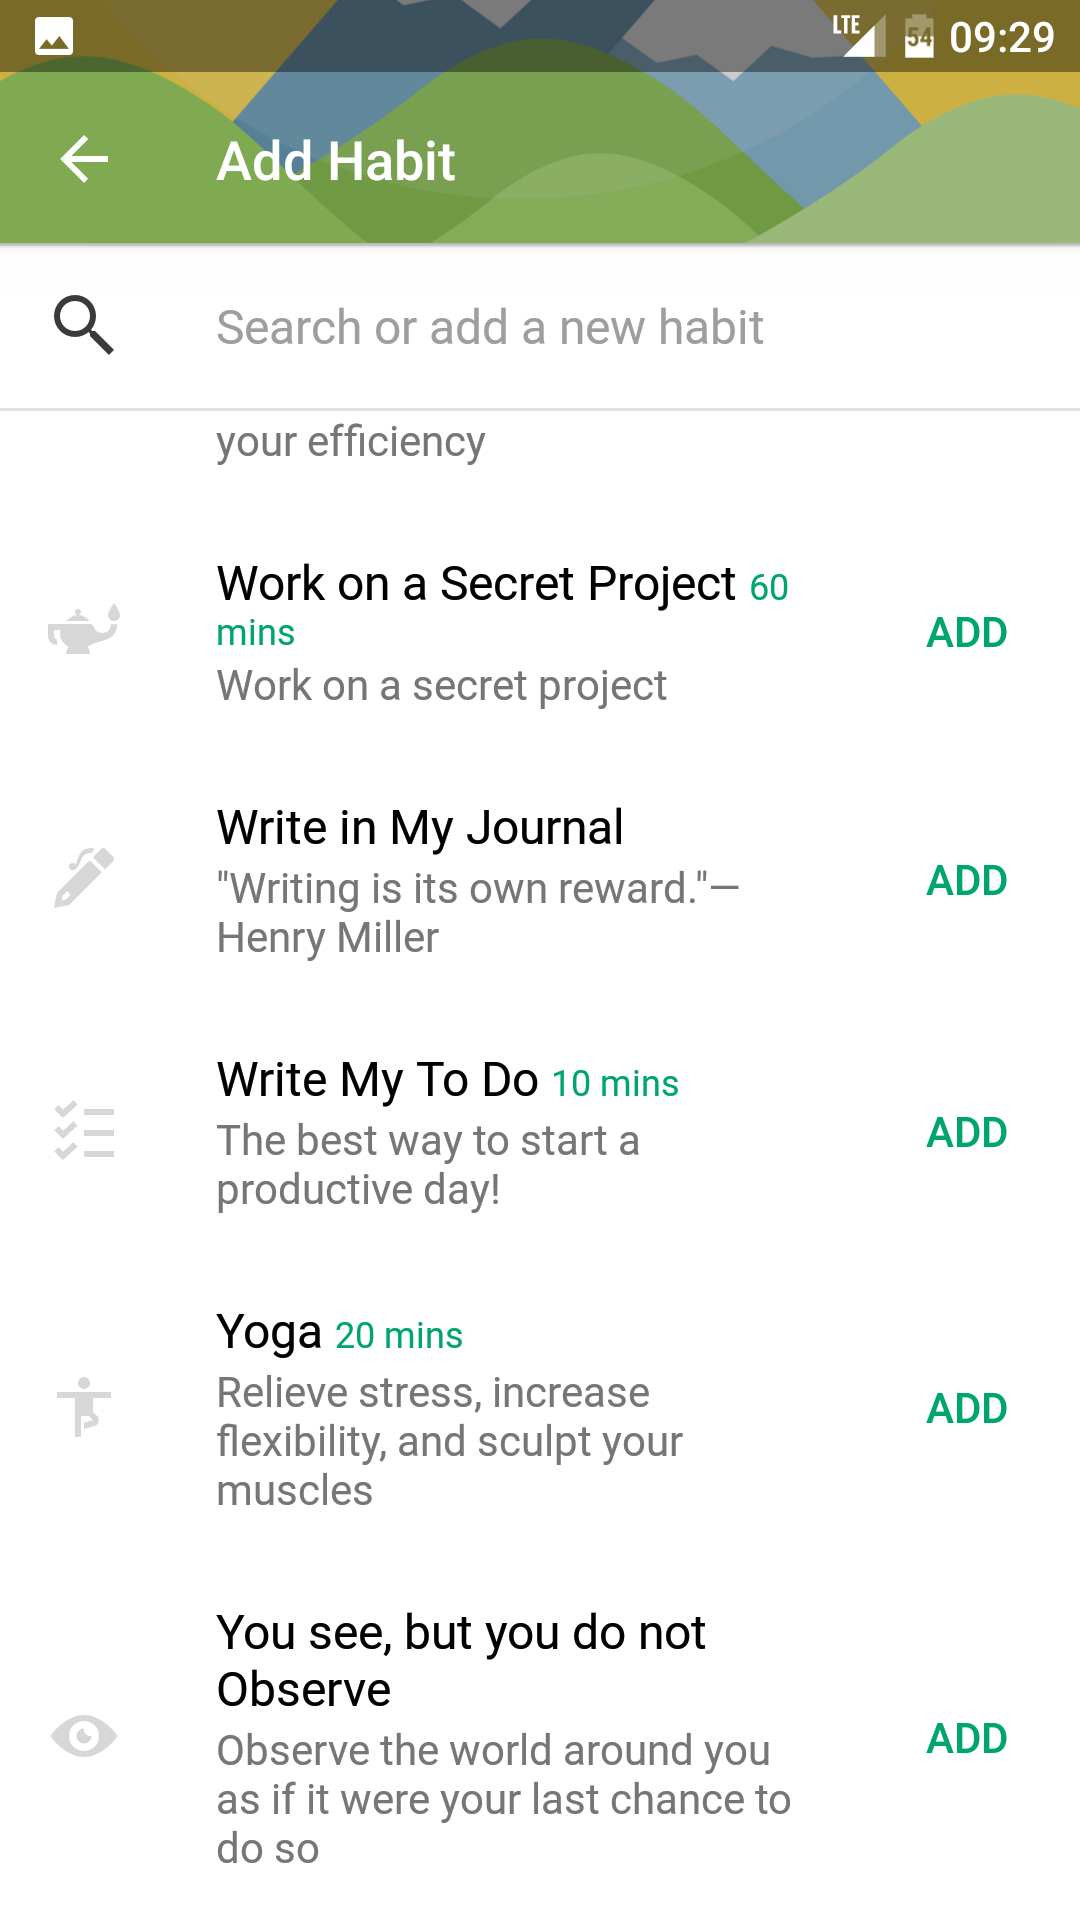 LTE 54 09:29
Add Habit
Search or add a new habit
your efficiency
Work on a Secret Project 60
mins
ADD
Work on a secret project
Write in My Journal
"Writing is its own reward."—
ADD
Henry Miller
Write My To Do 10 mins
The best way to start a
ADD
productive day!
Yoga 20 mins
Relieve stress, increase
ADD
flexibility, and sculpt your
muscles
You see, but you do not
Observe
Observe the world around you
ADD
as if it were your last chance to
do so